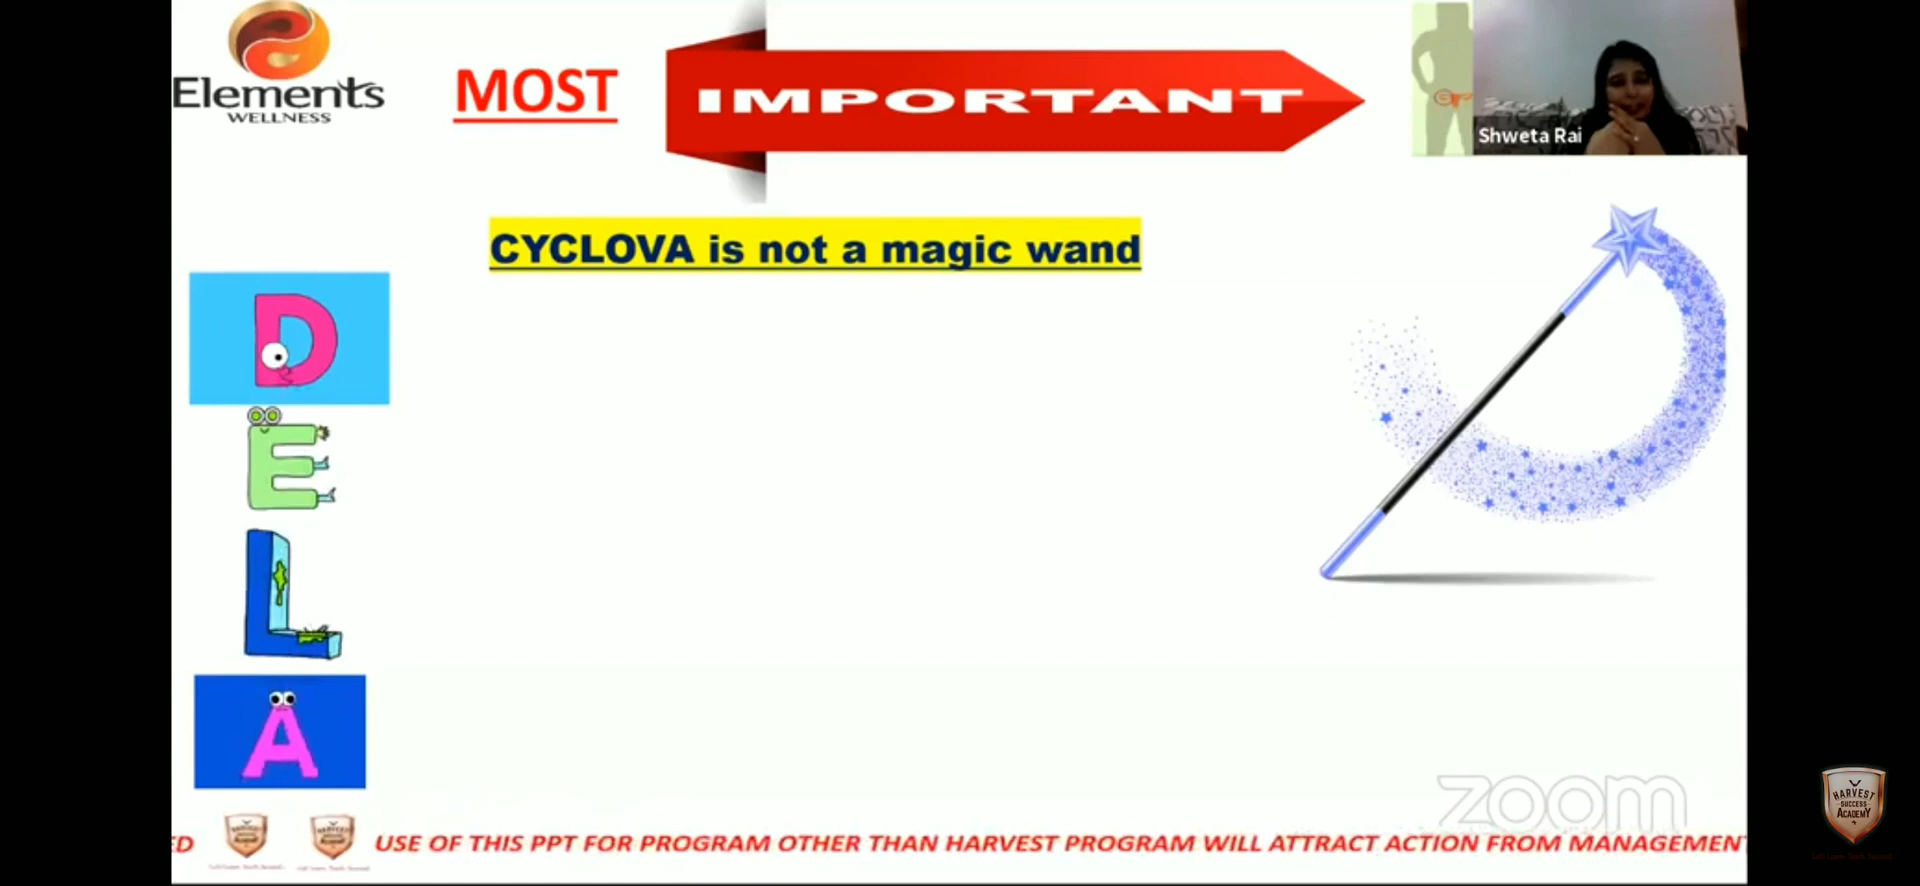 Elements
WELLNESS
MOST
IMPORTANT
Shweta Rai
CYCLOVA is not a magic wand
D
E
L
A
zoom
HARVEST
SUCCESS
ACADEMY
ED
USE OF THIS PPT FOR PROGRAM OTHER THAN HARVEST PROGRAM WILL ATTRACT ACTION FROM MANAGEMEN